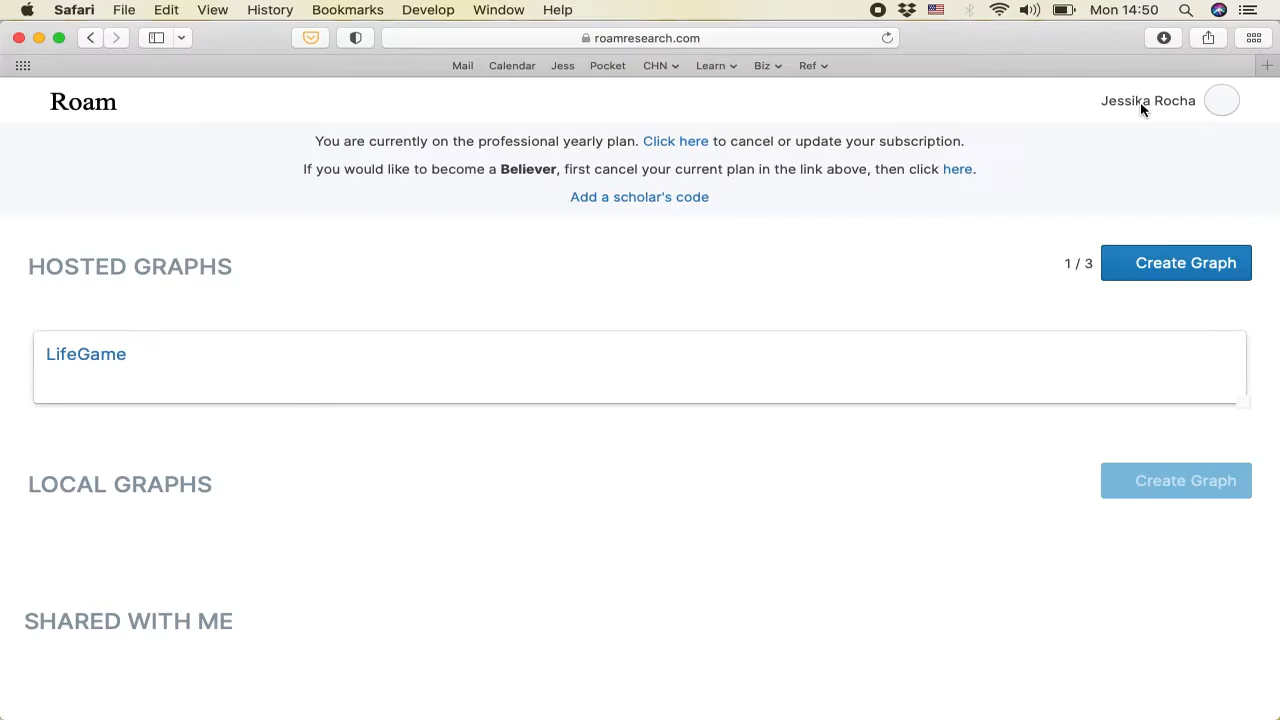 Safari File Edit View History Bookmarks Develop Window Help Mon 14:50
roamresearch.com
Mail Calendar Jess Pocket CHN Learn Biz Ref
Roam
Jessika Rocha
You are currently on the professional yearly plan. Click here to cancel or update your subscription.
If you would like to become a Believer, first cancel your current plan in the link above, then click here.
Add a scholar's code
HOSTED GRAPHS
1 / 3 Create Graph
LifeGame
LOCAL GRAPHS
Create Graph
SHARED WITH ME